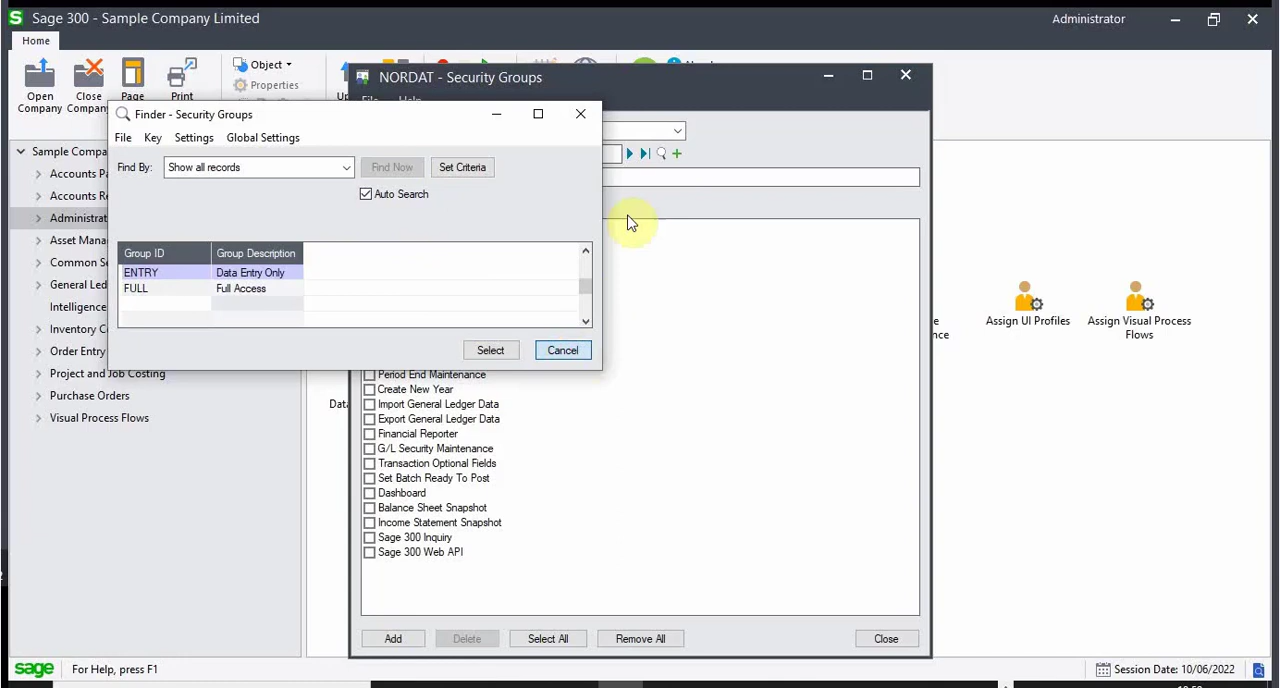 Sage 300 - Sample Company Limited
Administrator
Home
Open
Company
Close
Company
Page
Print
Object
Properties
NORDAT - Security Groups
Finder - Security Groups
File Key Settings Global Settings
Find By: Show all records Find Now Set Criteria
Auto Search
Group ID Group Description
ENTRY Data Entry Only
FULL Full Access
Select Cancel
Sample Compa
Accounts Pa
Accounts Re
Administrat
Asset Mana
Common Se
General Led
Intelligence
Inventory Co
Order Entry
Project and Job Costing
Purchase Orders
Visual Process Flows
Data
Period End Maintenance
Create New Year
Import General Ledger Data
Export General Ledger Data
Financial Reporter
G/L Security Maintenance
Transaction Optional Fields
Set Batch Ready To Post
Dashboard
Balance Sheet Snapshot
Income Statement Snapshot
Sage 300 Inquiry
Sage 300 Web API
Add Delete Select All Remove All Close
Assign UI Profiles
Assign Visual Process
Flows
sage For Help, press F1
Session Date: 10/06/2022